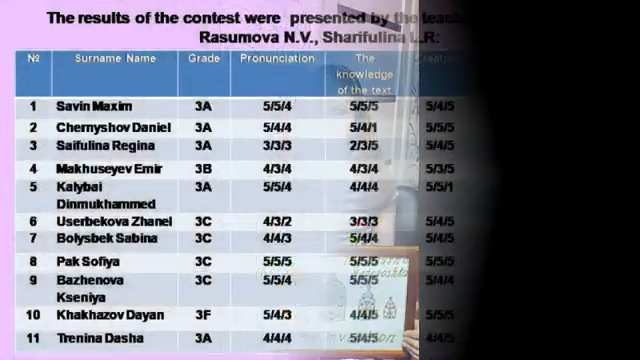 The results of the contest were presented by the
Rasumova N.V., Sharifulina L.R:
№ Surname Name Grade Pronunciation The knowledge of the text
1 Savin Maxim 3A 5/5/4 5/5/5 5/4/5
2 Chernyshov Daniel 3A 5/4/4 5/4/1 5/5/5
3 Saifulina Regina 3A 3/3/3 2/3/5 5/4/5
4 Makhuseyev Emir 3B 4/3/4 4/3/4 5/3/5
5 Kalybai Dinmukhammed 3A 5/5/4 4/4/4 5/5/1
6 Userbekova Zhanel 3C 4/3/2 3/3/3 5/4/5
7 Bolysbek Sabina 3C 4/4/3 5/4/4 5/4/5
8 Pak Sofiya 3C 5/5/5 5/5/5 5/5/5
9 Bazhenova Kseniya 3C 5/5/4 5/5/5 5/4/4
10 Khakhazov Dayan 3F 5/4/3 4/4/5 5/5/5
11 Trenina Dasha 3A 4/4/4 5/4/5 4/4/5